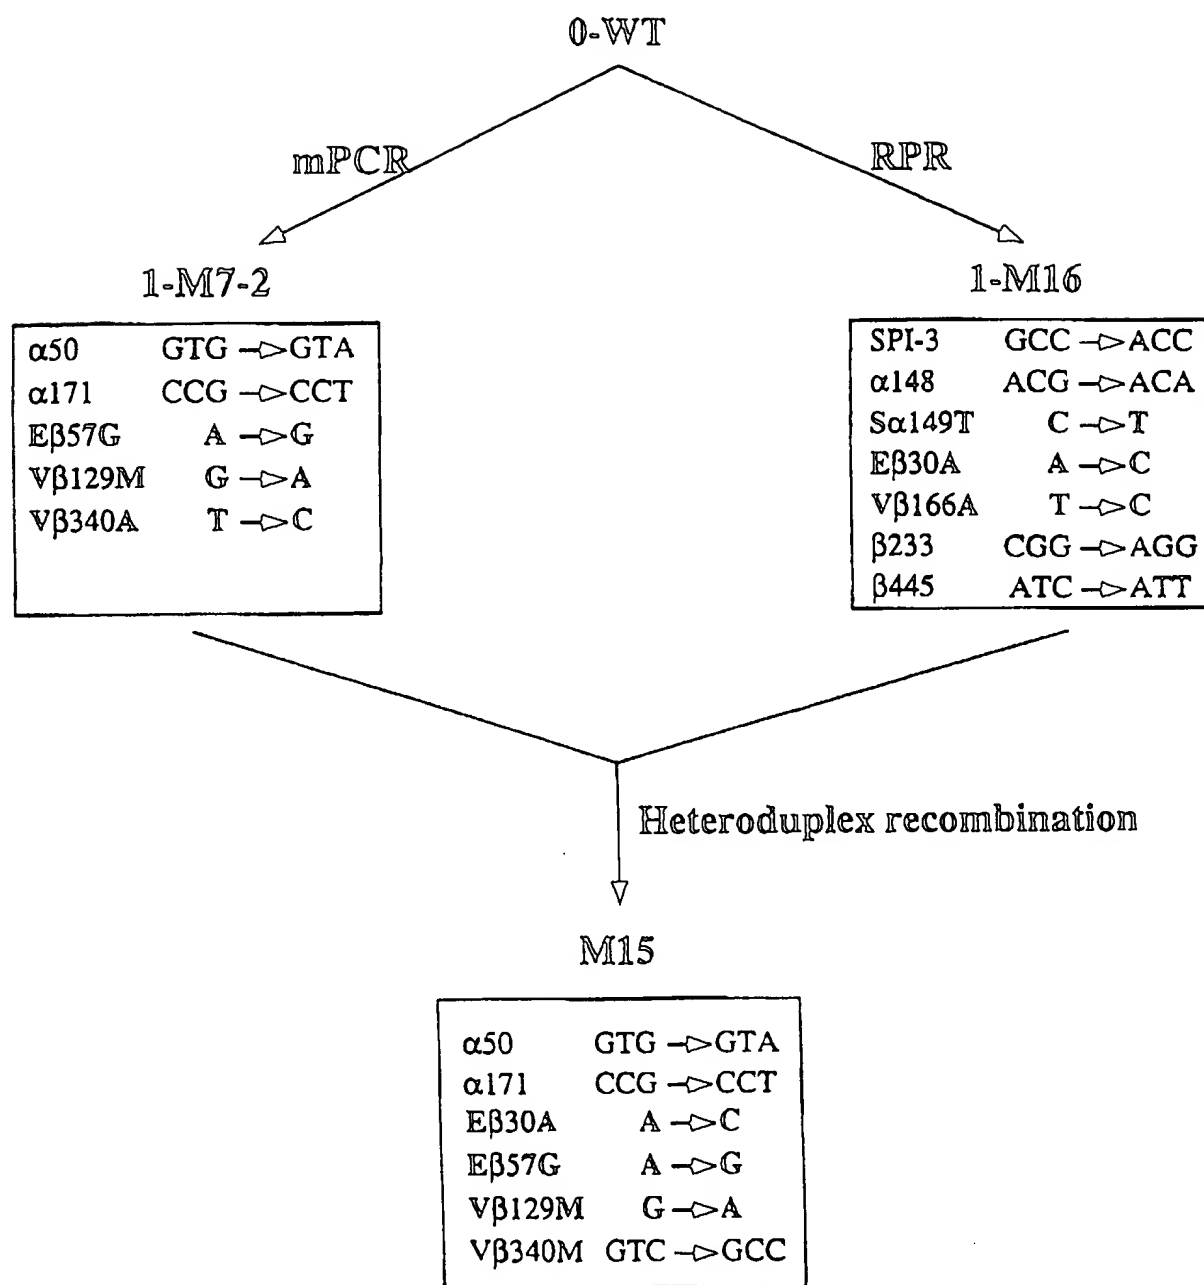 0-WT
mPCR
RPR
1-M7-2
1-M16
α50 GTG → GTA
α171 CCG → CCT
Eβ57G A → G
Vβ129M G → A
Vβ340A T → C
SPI-3 GCC → ACC
α148 ACG → ACA
Sα149T C → T
Eβ30A A → C
Vβ166A T → C
β233 CGG → AGG
β445 ATC → ATT
Heteroduplex recombination
M15
α50 GTG → GTA
α171 CCG → CCT
Eβ30A A → C
Eβ57G A → G
Vβ129M G → A
Vβ340M GTC → GCC